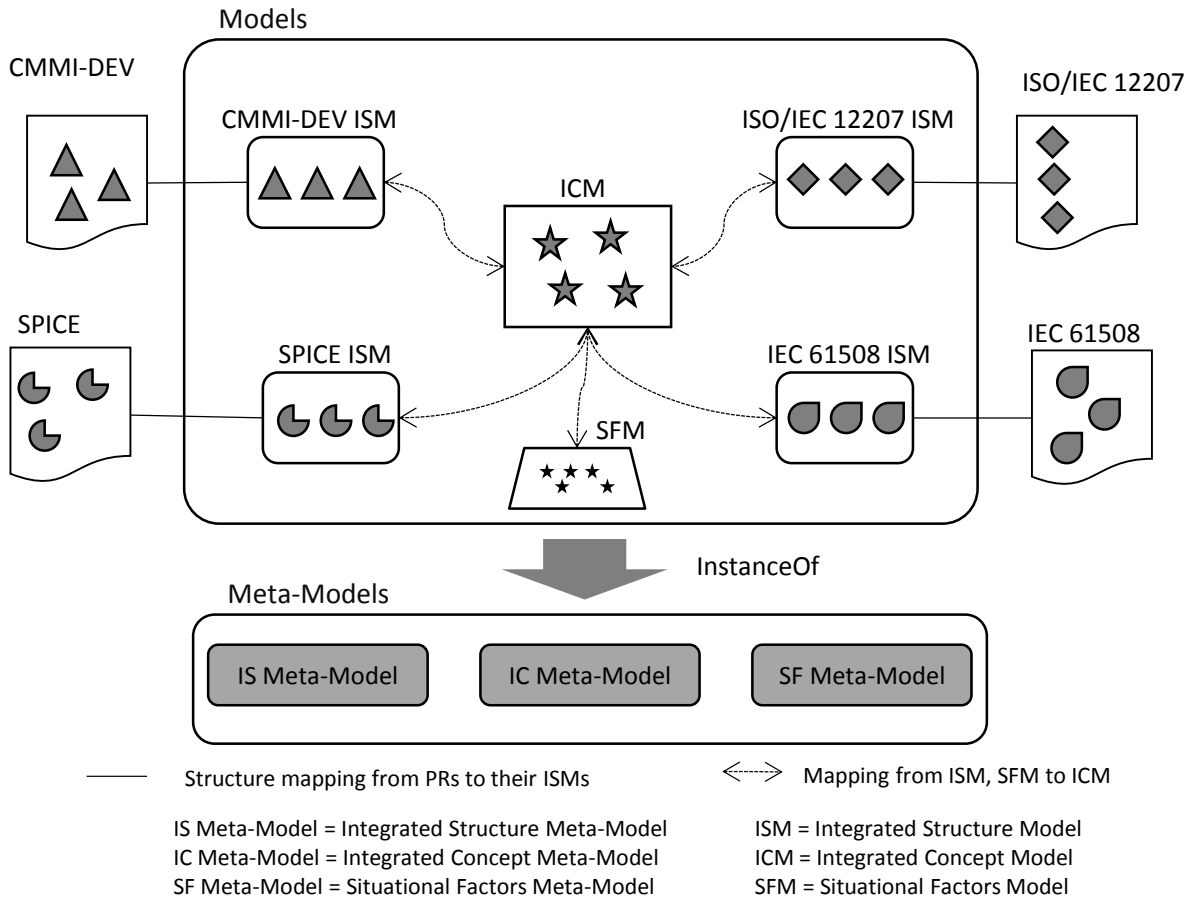 Models
CMMI-DEV
ISO/IEC 12207
CMMI-DEV ISM
ISO/IEC 12207 ISM
ICM
SPICE
SPICE ISM
IEC 61508 ISM
IEC 61508
SFM
InstanceOf
Meta-Models
IS Meta-Model
IC Meta-Model
SF Meta-Model
Structure mapping from PRs to their ISMs
Mapping from ISM, SFM to ICM
IS Meta-Model = Integrated Structure Meta-Model
IC Meta-Model = Integrated Concept Meta-Model
SF Meta-Model = Situational Factors Meta-Model
ISM = Integrated Structure Model
ICM = Integrated Concept Model
SFM = Situational Factors Model